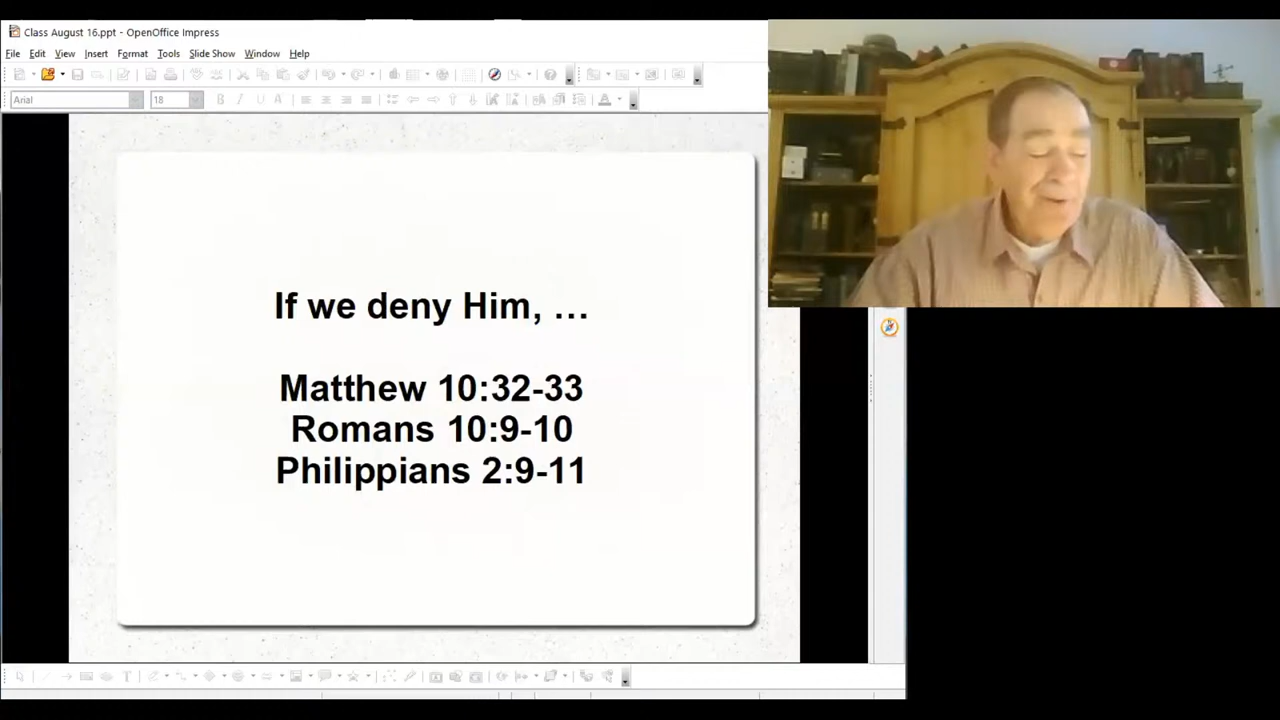 Class August 16.ppt - OpenOffice Impress
File Edit View Insert Format Tools Slide Show Window Help
Arial 18
If we deny Him, …
Matthew 10:32-33
Romans 10:9-10
Philippians 2:9-11